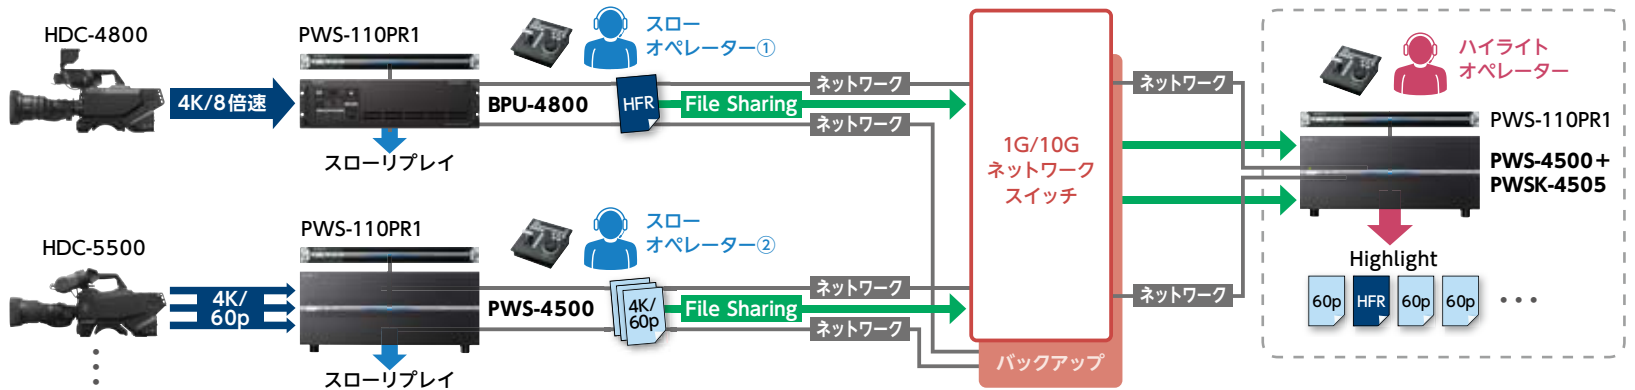 HDC-4800
4K/8倍速
PWS-110PR1
BPU-4800
スローリプレイ
スロー
オペレーター①
HFR
File Sharing
ネットワーク
ネットワーク
HDC-5500
4K/
60p
PWS-110PR1
PWS-4500
スローリプレイ
スロー
オペレーター②
4K/
60p
File Sharing
ネットワーク
ネットワーク
1G/10G
ネットワーク
スイッチ
バックアップ
ネットワーク
ネットワーク
ハイライト
オペレーター
PWS-110PR1
PWS-4500+
PWSK-4505
Highlight
60p HFR 60p 60p ・・・